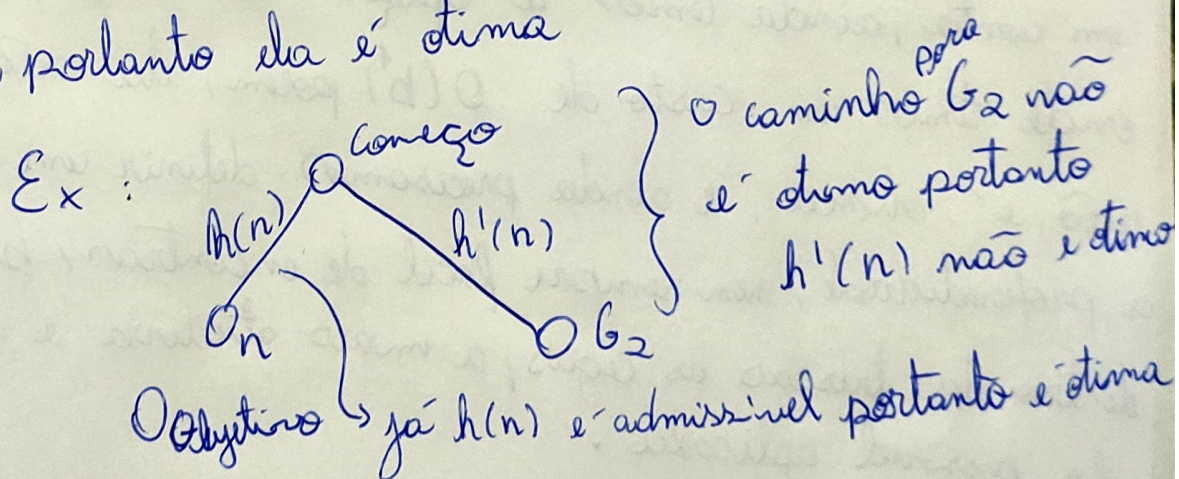 , portanto ela é ótima
Ex :
começo
h(n)
h'(n)
n
G2
O caminho para G2 não
é ótimo portanto
h'(n) não é ótimo
Objetivo
já h(n) é admissível portanto é ótima